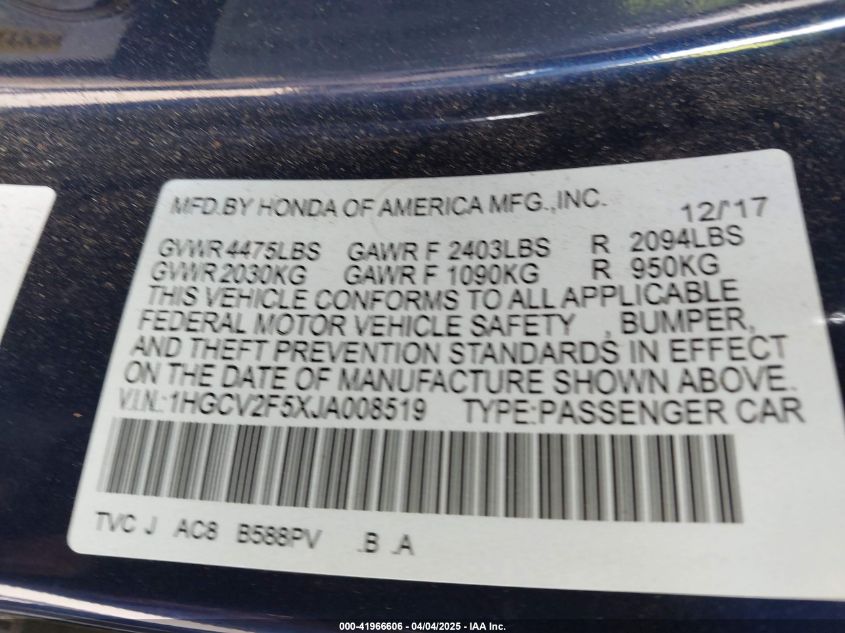 MFD.BY HONDA OF AMERICA MFG.,INC. 12/'17
GVWR 4475LBS GAWR F 2403LBS R 2094LBS
GVWR 2030KG GAWR F 1090KG R 950KG
THIS VEHICLE CONFORMS TO ALL APPLICABLE
FEDERAL MOTOR VEHICLE SAFETY , BUMPER,
AND THEFT PREVENTION STANDARDS IN EFFECT
ON THE DATE OF MANUFACTURE SHOWN ABOVE.
V.I.N.:1HGCV2F5XJA008519 TYPE:PASSENGER CAR
TVC J AC8 B588PV .B .A
000-41966606 - 04/04/2025 - IAA Inc.